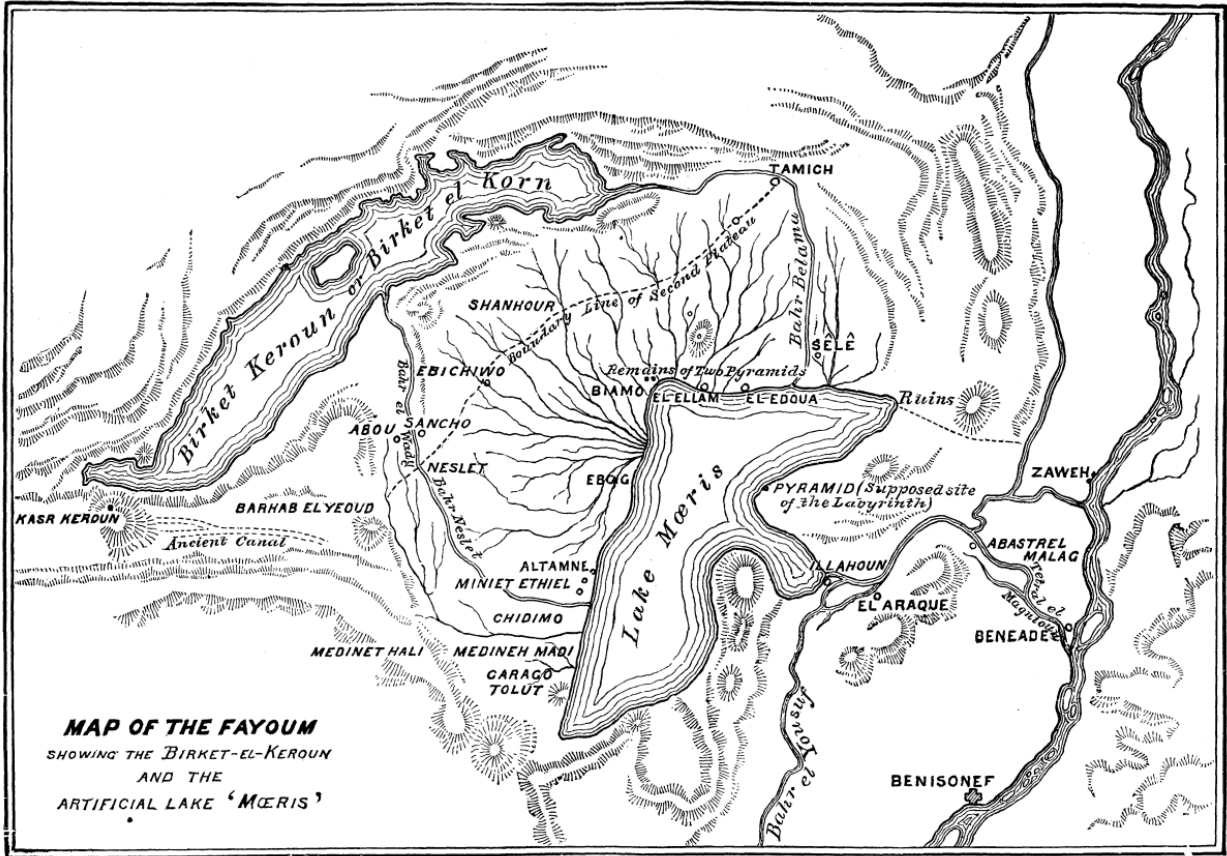 TAMICH
Birket Keroun or Birket el Korn
SHANHOUR
Boundary Line of Second Plateau
Bahr Belamu
SÊLÊ
EBICHIWO
Remains of Two Pyramids
BIAMO
EL-ELLAM
EL-EDOUA
Ruins
ABOU SANCHO
Bahr el Wady
NESLET
Bahr Neslet
EBOG
ZAWEH
PYRAMID (Supposed site
of the Labyrinth)
KASR KEROUN
BARHAB ELYEOUD
Ancient Canal
Lake Mœris
ABASTREL
MALAG
ALTAMNE
MINIET ETHIEL
ILLAHOUN
EL ARAQUE
el
BENEADE
CHIDIMO
MEDINET HALI
MEDINEH MADI
CARAGO
TOLUT
Bahr el Yousuf
BENISONEF
MAP OF THE FAYOUM
SHOWING THE BIRKET-EL-KEROUN
AND THE
ARTIFICIAL LAKE 'MŒRIS'